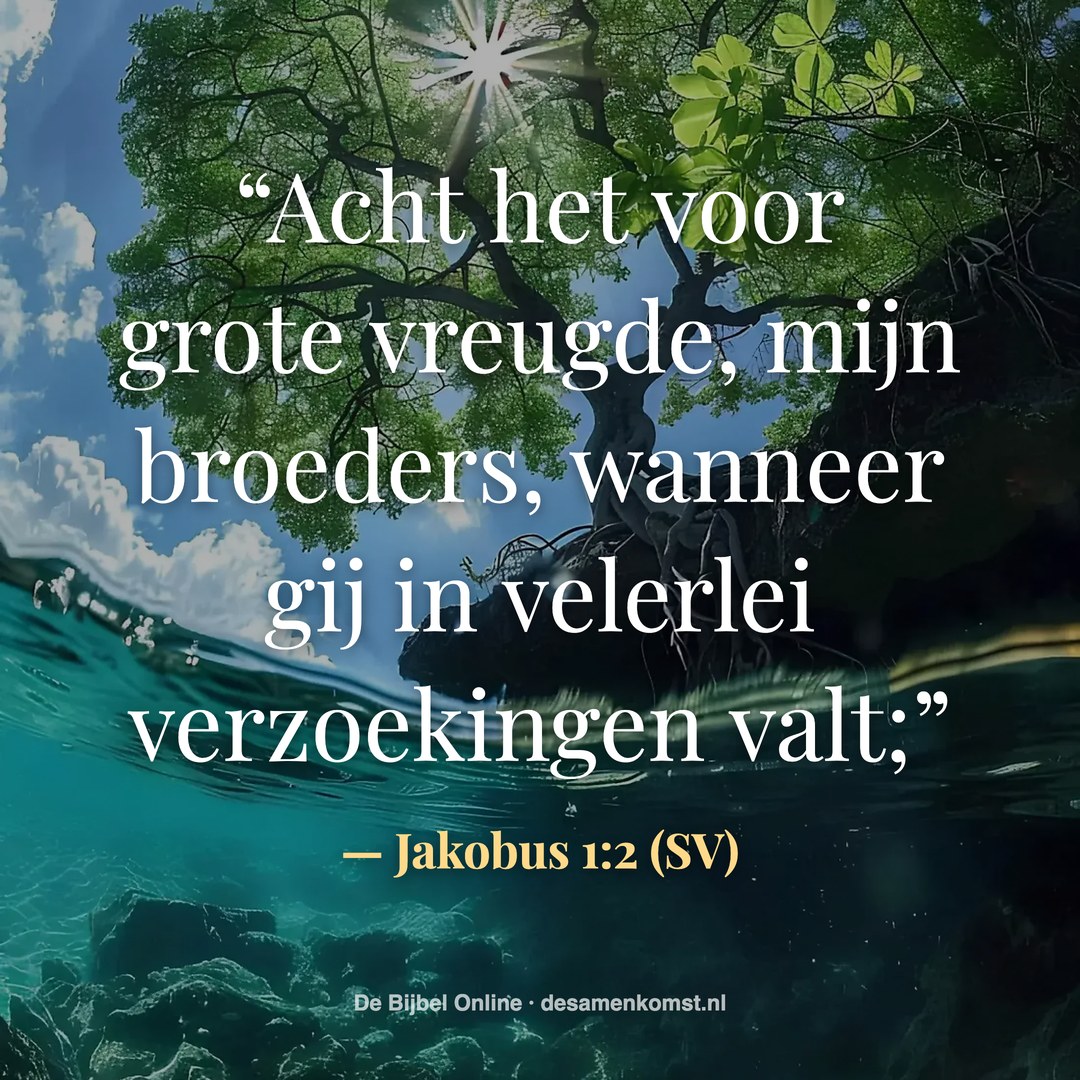 “Acht het voor
grote vreugde, mijn
broeders, wanneer
gij in velerlei
verzoekingen valt;”
— Jakobus 1:2 (SV)
De Bijbel Online · desamenkomst.nl